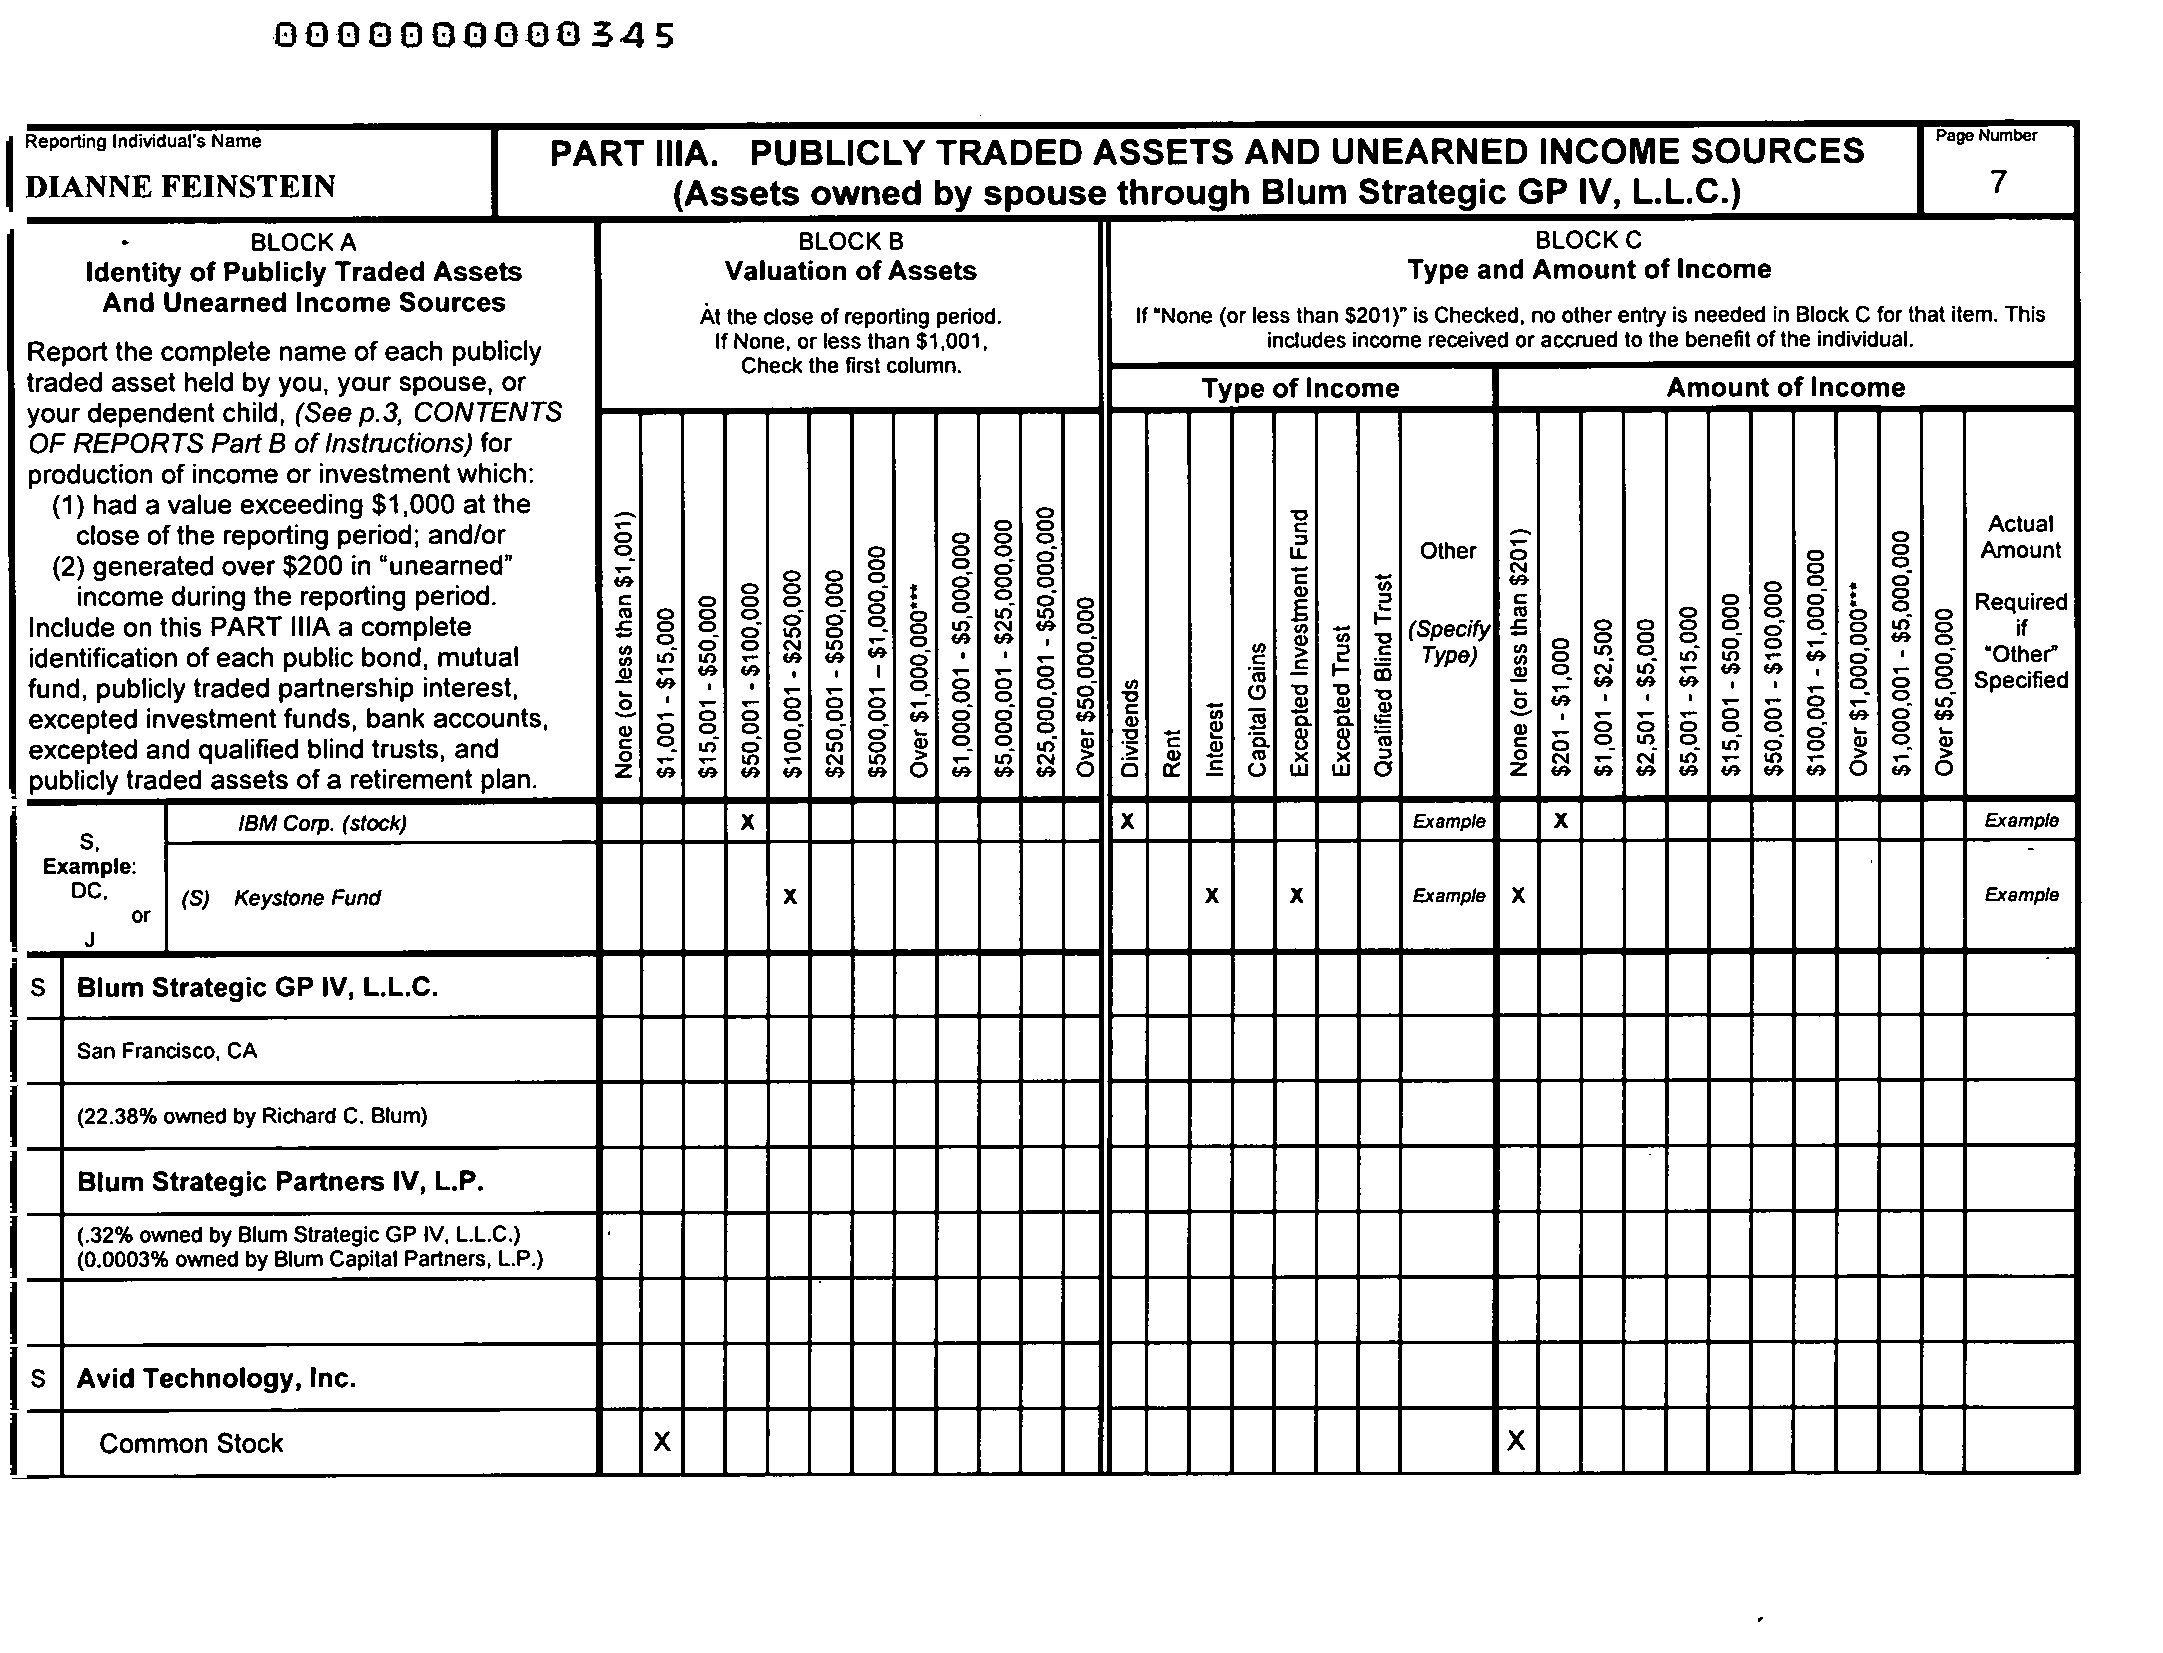 0000000000345
Reporting Individual's Name
DIANNE FEINSTEIN
PART IIIA. PUBLICLY TRADED ASSETS AND UNEARNED INCOME SOURCES
(Assets owned by spouse through Blum Strategic GP IV, L.L.C.)
Page Number
7
BLOCK A
Identity of Publicly Traded Assets
And Unearned Income Sources
Report the complete name of each publicly
traded asset held by you, your spouse, or
your dependent child, (See p.3, CONTENTS
OF REPORTS Part B of Instructions) for
production of income or investment which:
(1) had a value exceeding $1,000 at the
close of the reporting period; and/or
(2) generated over $200 in “unearned”
income during the reporting period.
Include on this PART IIIA a complete
identification of each public bond, mutual
fund, publicly traded partnership interest,
excepted investment funds, bank accounts,
excepted and qualified blind trusts, and
publicly traded assets of a retirement plan.
BLOCK B
Valuation of Assets
At the close of reporting period.
If None, or less than $1,001,
Check the first column.
None (or less than $1,001)
$1,001 - $15,000
$15,001 - $50,000
$50,001 - $100,000
$100,001 - $250,000
$250,001 - $500,000
$500,001 – $1,000,000
Over $1,000,000***
$1,000,001 - $5,000,000
$5,000,001 - $25,000,000
$25,000,001 - $50,000,000
Over $50,000,000
BLOCK C
Type and Amount of Income
If “None (or less than $201)” is Checked, no other entry is needed in Block C for that item. This
includes income received or accrued to the benefit of the individual.
Type of Income
Dividends
Rent
Interest
Capital Gains
Excepted Investment Fund
Excepted Trust
Qualified Blind Trust
Other
(Specify
Type)
Amount of Income
None (or less than $201)
$201 - $1,000
$1,001 - $2,500
$2,501 - $5,000
$5,001 - $15,000
$15,001 - $50,000
$50,001 - $100,000
$100,001 - $1,000,000
Over $1,000,000***
$1,000,001 - $5,000,000
Over $5,000,000
Actual
Amount
Required
if
“Other”
Specified
S,
Example:
DC,
or
J
IBM Corp. (stock) X X Example X Example
(S) Keystone Fund X X X Example X Example
S Blum Strategic GP IV, L.L.C.
San Francisco, CA
(22.38% owned by Richard C. Blum)
Blum Strategic Partners IV, L.P.
(.32% owned by Blum Strategic GP IV, L.L.C.)
(0.0003% owned by Blum Capital Partners, L.P.)
S Avid Technology, Inc.
Common Stock X X